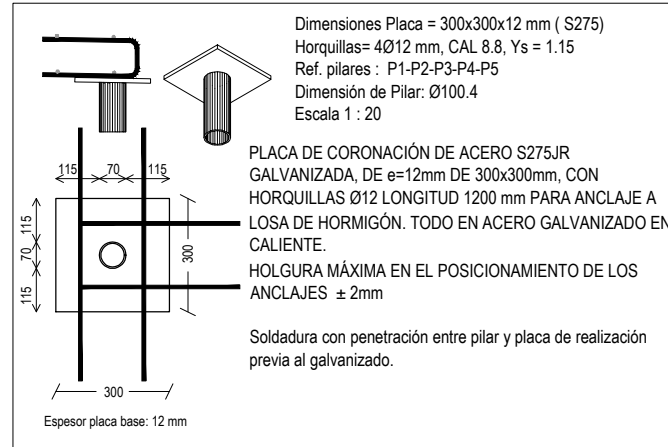 Dimensiones Placa = 300x300x12 mm ( S275)
Horquillas= 4Ø12 mm, CAL 8.8, Ys = 1.15
Ref. pilares : P1-P2-P3-P4-P5
Dimensión de Pilar: Ø100.4
Escala 1 : 20
PLACA DE CORONACIÓN DE ACERO S275JR
GALVANIZADA, DE e=12mm DE 300x300mm, CON
HORQUILLAS Ø12 LONGITUD 1200 mm PARA ANCLAJE A
LOSA DE HORMIGÓN. TODO EN ACERO GALVANIZADO EN
CALIENTE.
HOLGURA MÁXIMA EN EL POSICIONAMIENTO DE LOS
ANCLAJES ± 2mm
Soldadura con penetración entre pilar y placa de realización
previa al galvanizado.
115 70 115
115
70
115
300
300
Espesor placa base: 12 mm